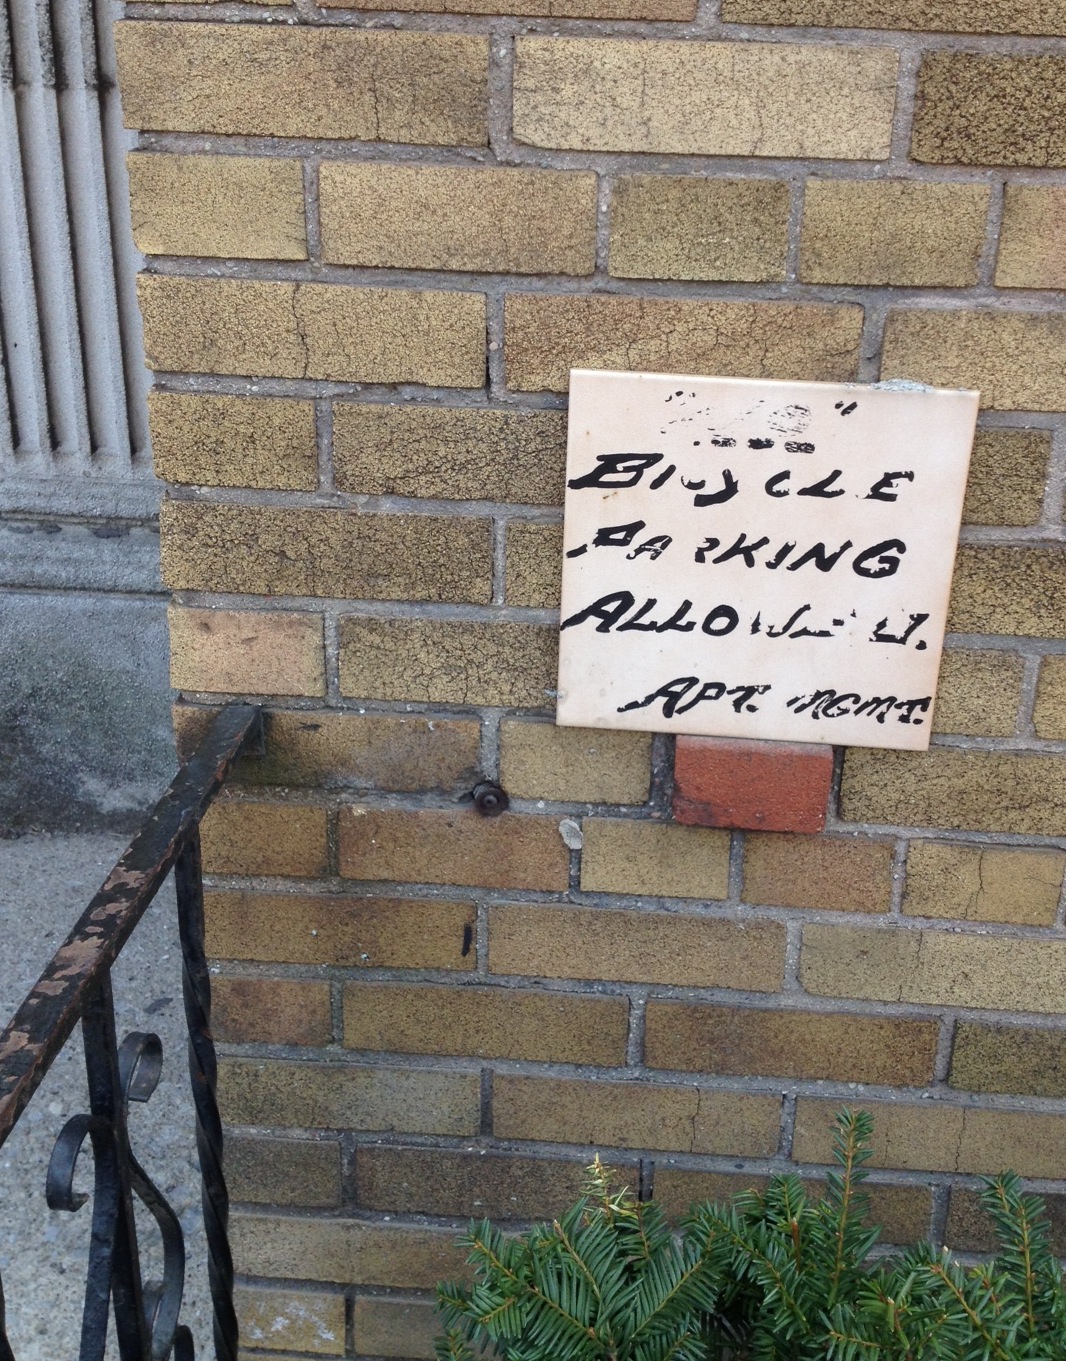 BICYCLE
PARKING
ALLOWED.
APT. MGMT.